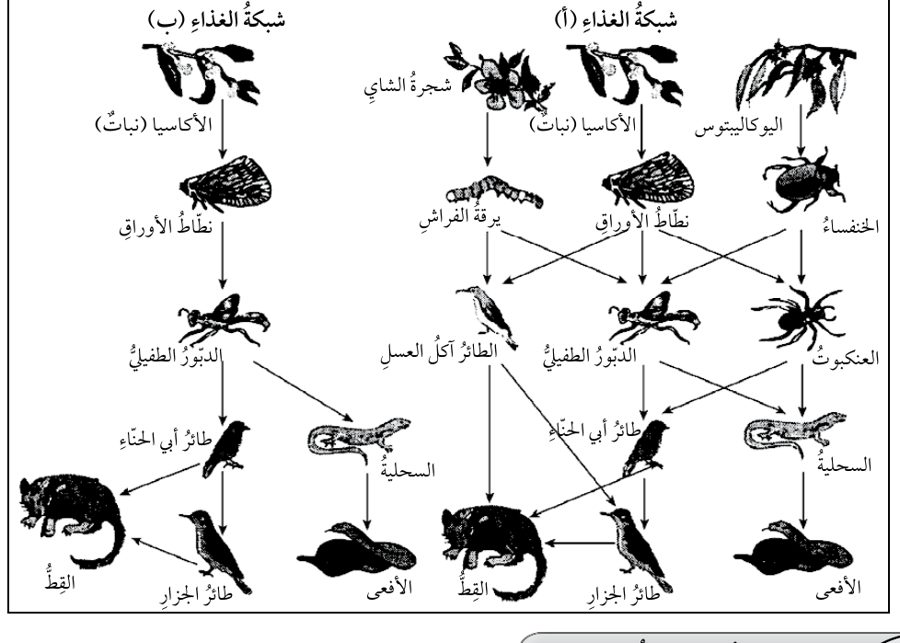 شبكةُ الغذاءِ (أ)
شبكةُ الغذاءِ (ب)
شجرةُ الشايِ
اليوكاليبتوس
الأكاسيا (نباتٌ)
الأكاسيا (نباتٌ)
الخنفساءُ
نطّاطُ الأوراقِ
يرقةُ الفراشِ
نطّاطُ الأوراقِ
العنكبوتُ
الدبّورُ الطفيليُّ
الطائرُ آكلُ العسلِ
الدبّورُ الطفيليُّ
السحليةُ
طائرُ أبي الحنّاءِ
السحليةُ
طائرُ أبي الحنّاءِ
الأفعى
طائرُ الجزارِ
القِطُّ
الأفعى
طائرُ الجزارِ
القِطُّ